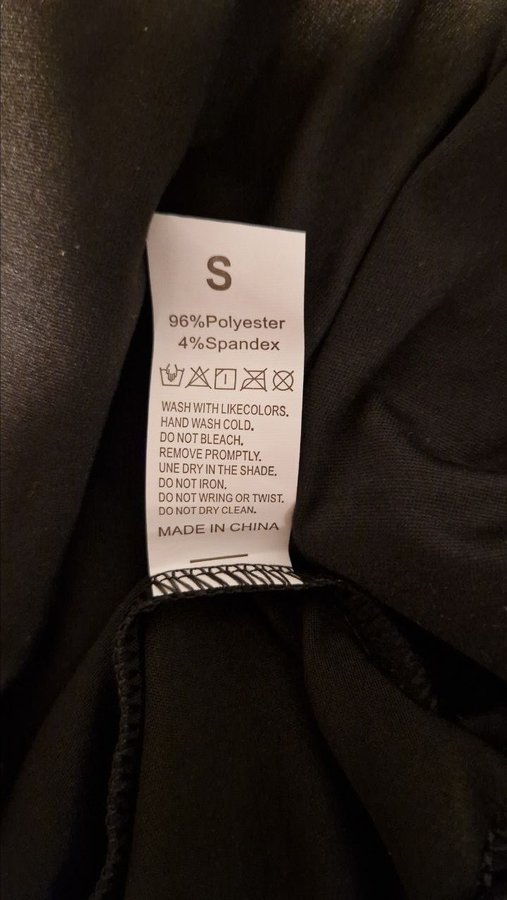 S
96%Polyester
4%Spandex
WASH WITH LIKECOLORS.
HAND WASH COLD.
DO NOT BLEACH.
REMOVE PROMPTLY.
UNE DRY IN THE SHADE.
DO NOT IRON.
DO NOT WRING OR TWIST.
DO NOT DRY CLEAN.
MADE IN CHINA